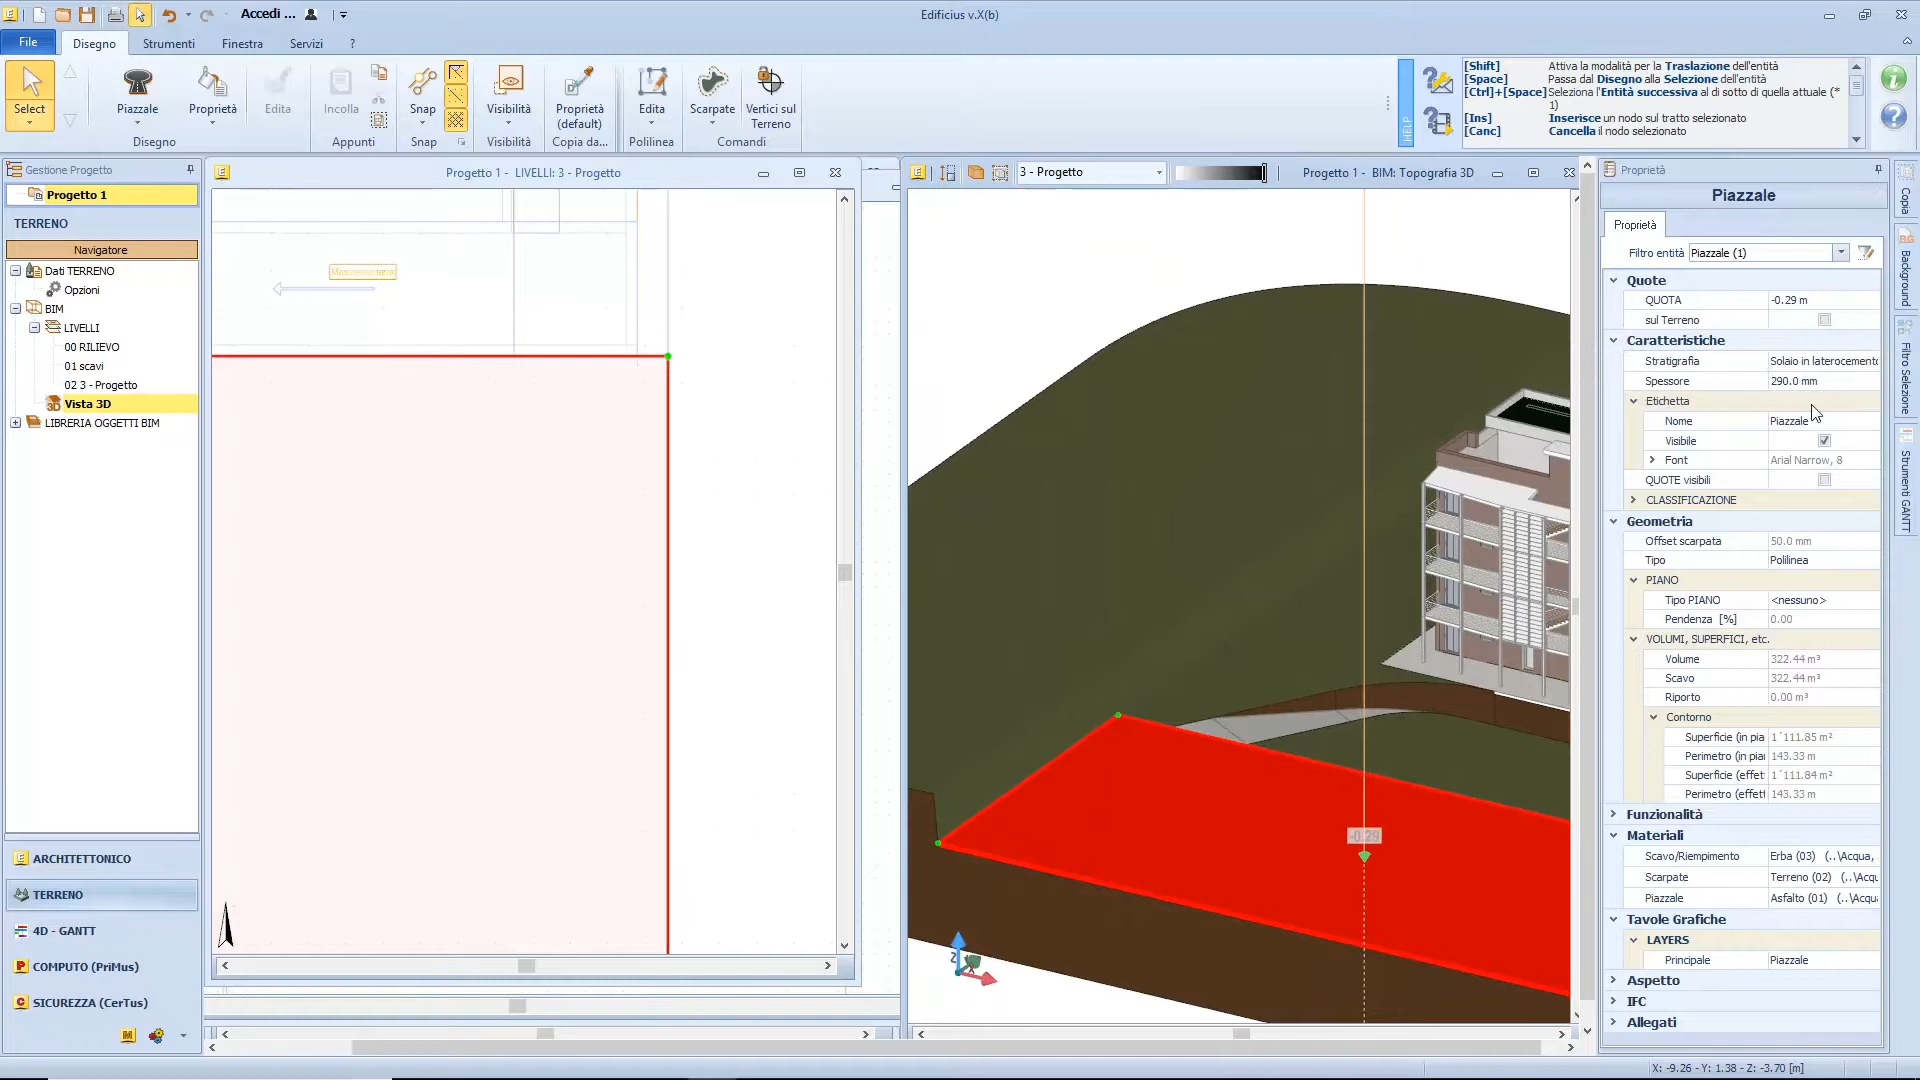 Accedi ...
Edificius v.X(b)
File
Disegno
Strumenti
Finestra
Servizi
?
Select
Piazzale
Proprietà
Edita
Incolla
Snap
Visibilità
Proprietà
(default)
Edita
Scarpate
Vertici sul
Terreno
Disegno
Appunti
Snap
Visibilità
Copia da...
Polilinea
Comandi
HELP
[Shift] Attiva la modalità per la Traslazione dell'entità
[Space] Passa dal Disegno alla Selezione dell'entità
[Ctrl]+[Space] Seleziona l'Entità successiva al di sotto di quella attuale (*
1)
[Ins] Inserisce un nodo sul tratto selezionato
[Canc] Cancella il nodo selezionato
Gestione Progetto
Progetto 1
TERRENO
Navigatore
Dati TERRENO
Opzioni
BIM
LIVELLI
00 RILIEVO
01 scavi
02 3 - Progetto
3D Vista 3D
LIBRERIA OGGETTI BIM
ARCHITETTONICO
TERRENO
4D - GANTT
COMPUTO (PriMus)
SICUREZZA (CerTus)
Progetto 1 - LIVELLI: 3 - Progetto
3 - Progetto
Progetto 1 - BIM: Topografia 3D
-0.29
Z
Proprietà
Piazzale
Proprietà
Filtro entità Piazzale (1)
Quote
QUOTA -0.29 m
sul Terreno
Caratteristiche
Stratigrafia Solaio in laterocement
Spessore 290.0 mm
Etichetta
Nome Piazzale
Visibile
Font Arial Narrow, 8
QUOTE visibili
CLASSIFICAZIONE
Geometria
Offset scarpata 50.0 mm
Tipo Polilinea
PIANO
Tipo PIANO <nessuno>
Pendenza [%] 0.00
VOLUMI, SUPERFICI, etc.
Volume 322.44 m³
Scavo 322.44 m³
Riporto 0.00 m³
Contorno
Superficie (in pia 1´111.85 m²
Perimetro (in pia 143.33 m
Superficie (effet 1´111.84 m²
Perimetro (effett 143.33 m
Funzionalità
Materiali
Scavo/Riempimento Erba (03) (..\Acqua,
Scarpate Terreno (02) (..\Acqu
Piazzale Asfalto (01) (..\Acqu
Tavole Grafiche
LAYERS
Principale Piazzale
Aspetto
IFC
Allegati
Copia
Background
Filtro Selezione
Strumenti GANTT
X: -9.26 - Y: 1.38 - Z: -3.70 [m]